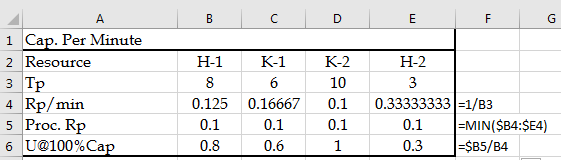 A B C D E F G
1 Cap. Per Minute
2 Resource H-1 K-1 K-2 H-2
3 Tp 8 6 10 3
4 Rp/min 0.125 0.16667 0.1 0.33333333 =1/B3
5 Proc. Rp 0.1 0.1 0.1 0.1 =MIN($B4:$E4)
6 U@100%Cap 0.8 0.6 1 0.3 =$B5/B4